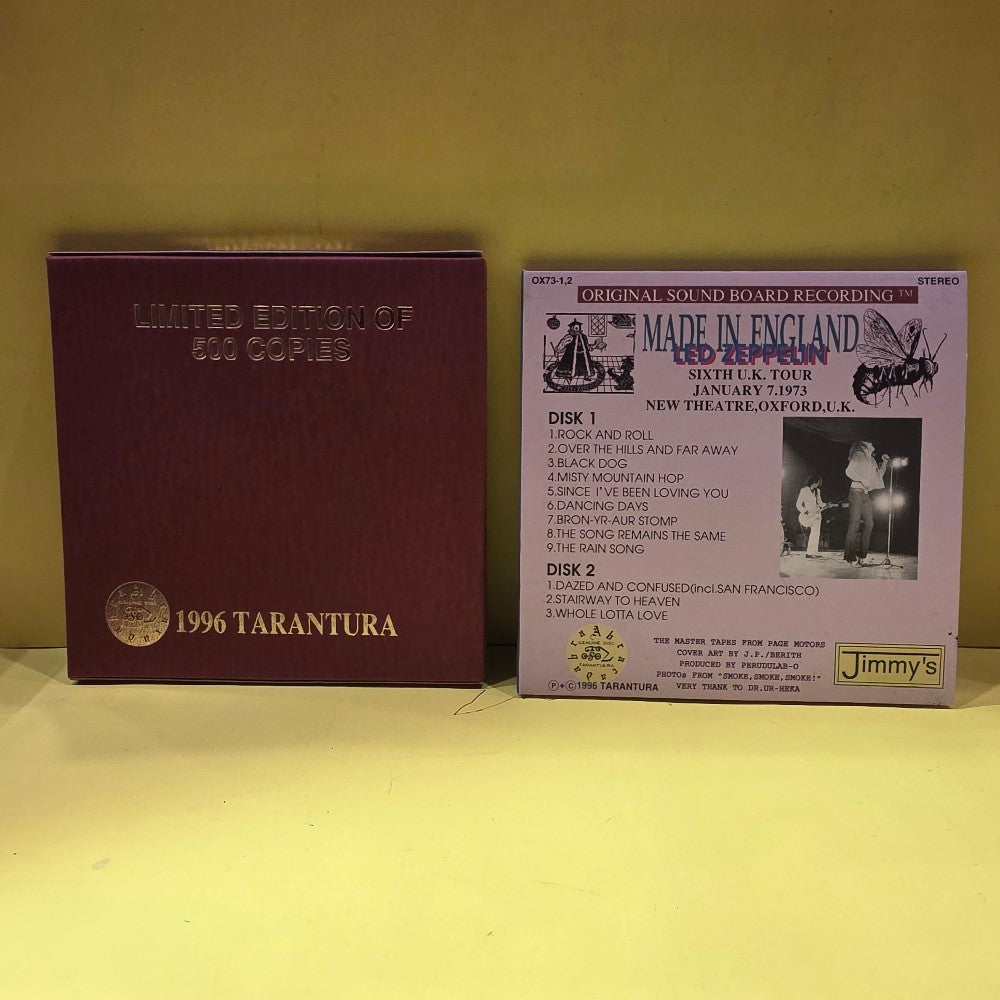 LIMITED EDITION OF
500 COPIES
1996 TARANTURA
OX73-1,2
STEREO
ORIGINAL SOUND BOARD RECORDING ™
MADE IN ENGLAND
LED ZEPPELIN
SIXTH U.K. TOUR
JANUARY 7.1973
NEW THEATRE,OXFORD,U.K.
DISK 1
1.ROCK AND ROLL
2.OVER THE HILLS AND FAR AWAY
3.BLACK DOG
4.MISTY MOUNTAIN HOP
5.SINCE I'VE BEEN LOVING YOU
6.DANCING DAYS
7.BRON-YR-AUR STOMP
8.THE SONG REMAINS THE SAME
9.THE RAIN SONG
DISK 2
1.DAZED AND CONFUSED(incl.SAN FRANCISCO)
2.STAIRWAY TO HEAVEN
3.WHOLE LOTTA LOVE
GENUINE DISC
TARANTURA
THE MASTER TAPES FROM PAGE MOTORS
COVER ART BY J.P./BERITH
PRODUCED BY PERUDULAB-O
PHOTOs FROM "SMOKE,SMOKE,SMOKE!"
VERY THANK TO DR.UR-HEKA
Ⓟ+Ⓒ1996 TARANTURA
Jimmy's